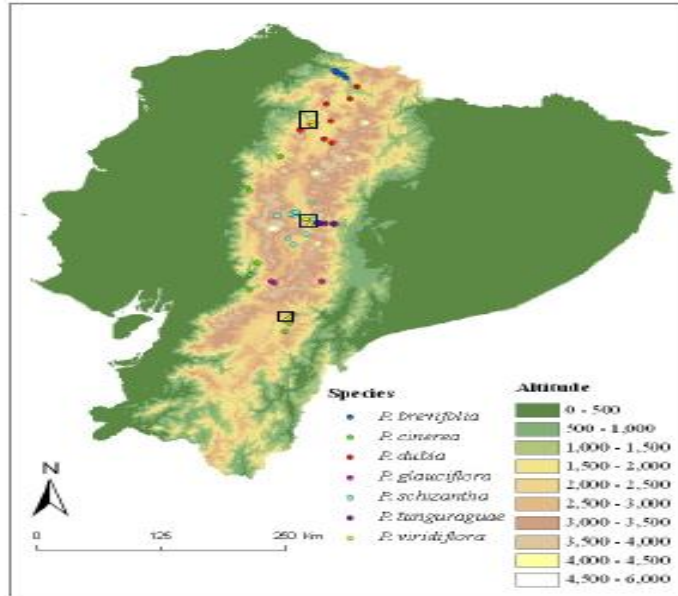 Species
P. brevifolia
P. cinerea
P. dubia
P. glauciflora
P. schizantha
P. tunguraguae
P. viridiflora
Altitude
0 - 500
500 - 1,000
1,000 - 1,500
1,500 - 2,000
2,000 - 2,500
2,500 - 3,000
3,000 - 3,500
3,500 - 4,000
4,000 - 4,500
4,500 - 6,000
N
0 125 250 Km